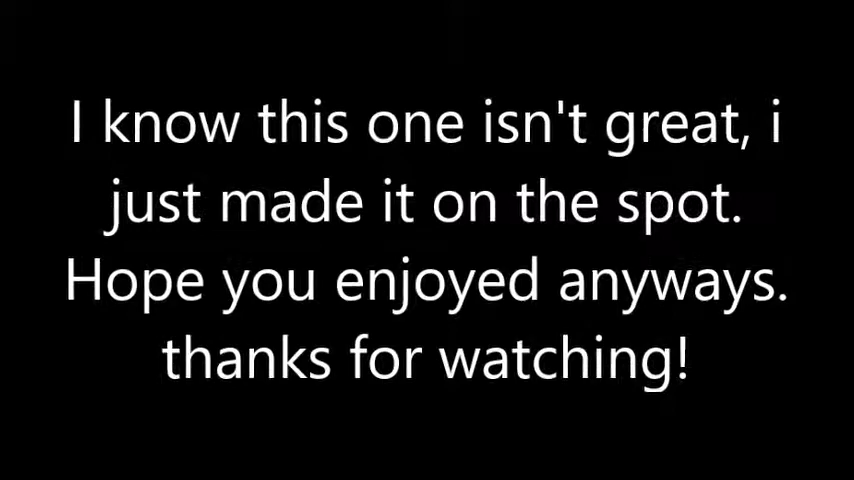 I know this one isn't great, i
just made it on the spot.
Hope you enjoyed anyways.
thanks for watching!